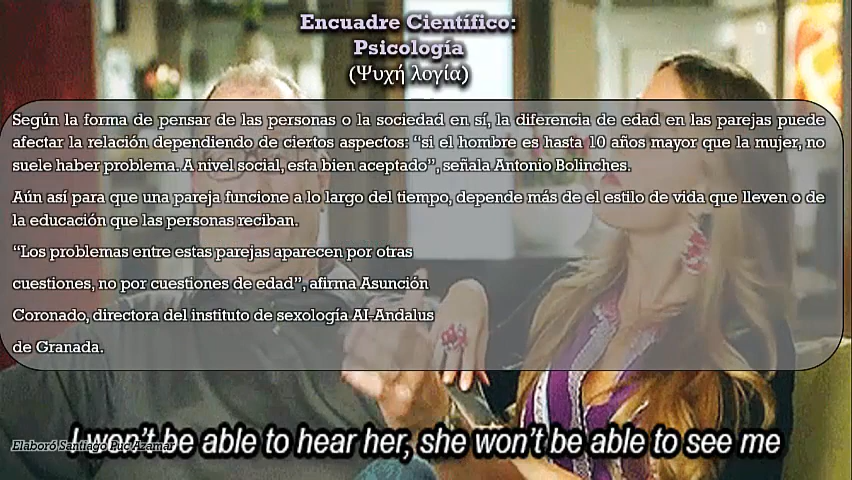 Encuadre Científico:
Psicología
(Ψυχή λογία)
Según la forma de pensar de las personas o la sociedad en sí, la diferencia de edad en las parejas puede
afectar la relación dependiendo de ciertos aspectos: “si el hombre es hasta 10 años mayor que la mujer, no
suele haber problema. A nivel social, esta bien aceptado”, señala Antonio Bolinches.
Aún así para que una pareja funcione a lo largo del tiempo, depende más de el estilo de vida que lleven o de
la educación que las personas reciban.
“Los problemas entre estas parejas aparecen por otras
cuestiones, no por cuestiones de edad”, afirma Asunción
Coronado, directora del instituto de sexología AI-Andalus
de Granada.
I won't be able to hear her, she won't be able to see me
Elaboró Santiago Puc Azamar